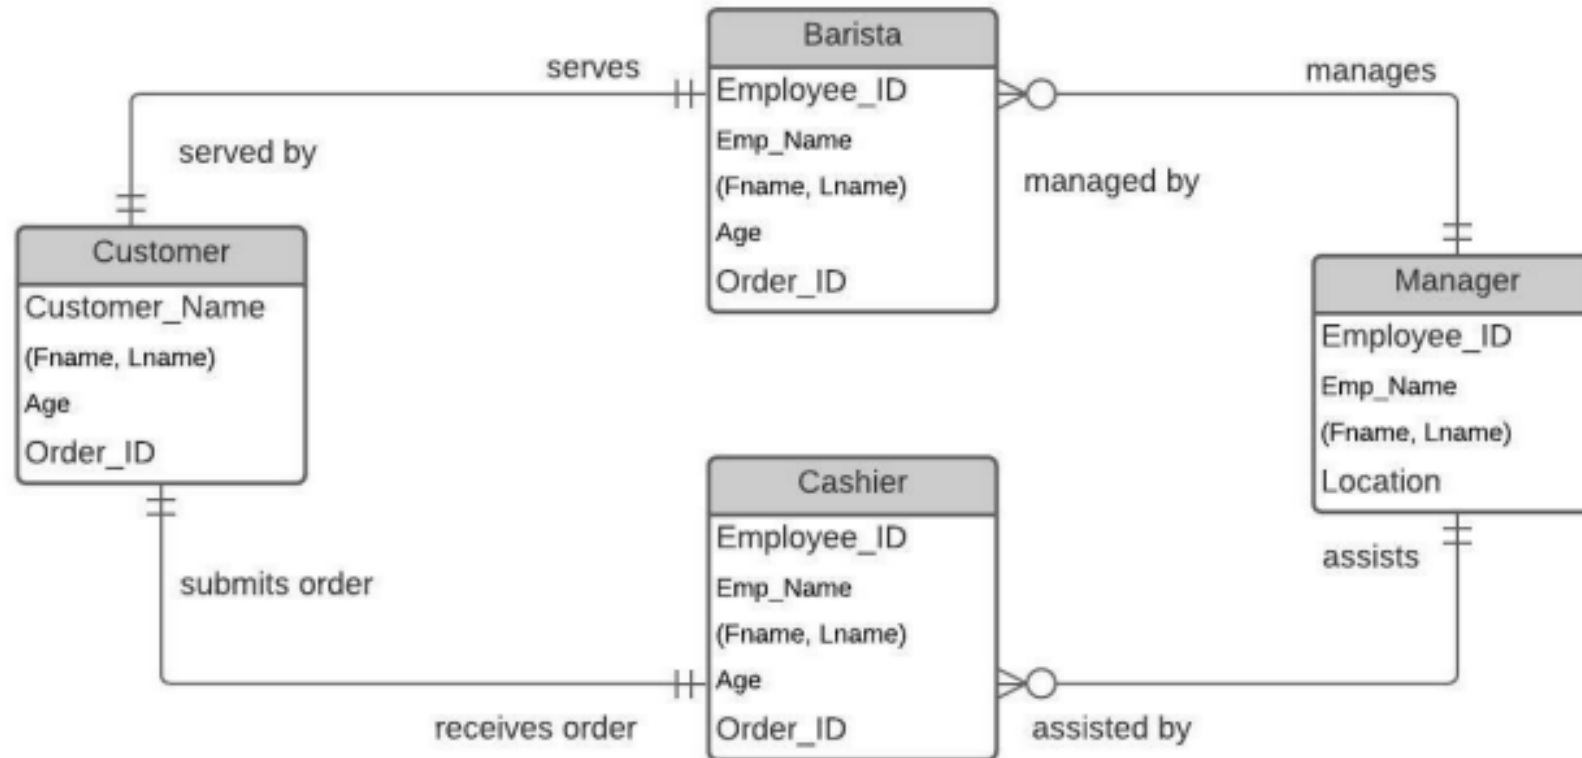 Barista
Employee_ID
Emp_Name
(Fname, Lname)
Age
Order_ID
serves
served by
manages
managed by
Customer
Customer_Name
(Fname, Lname)
Age
Order_ID
Manager
Employee_ID
Emp_Name
(Fname, Lname)
Location
Cashier
Employee_ID
Emp_Name
(Fname, Lname)
Age
Order_ID
submits order
receives order
assists
assisted by